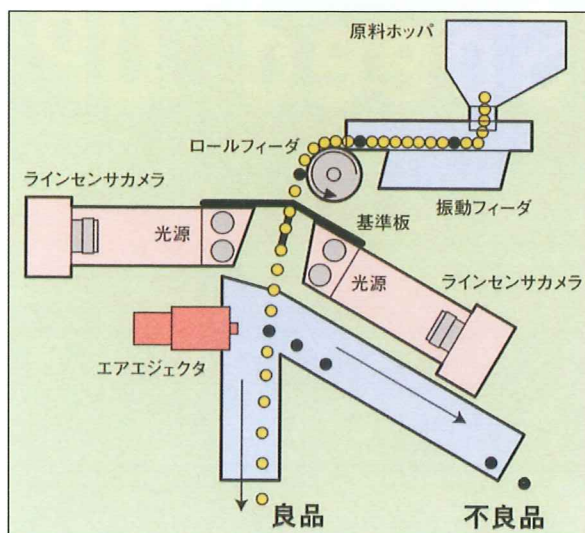 原料ホッパ
ロールフィーダ
ラインセンサカメラ
振動フィーダ
光源
基準板
光源
ラインセンサカメラ
エアエジェクタ
良品
不良品